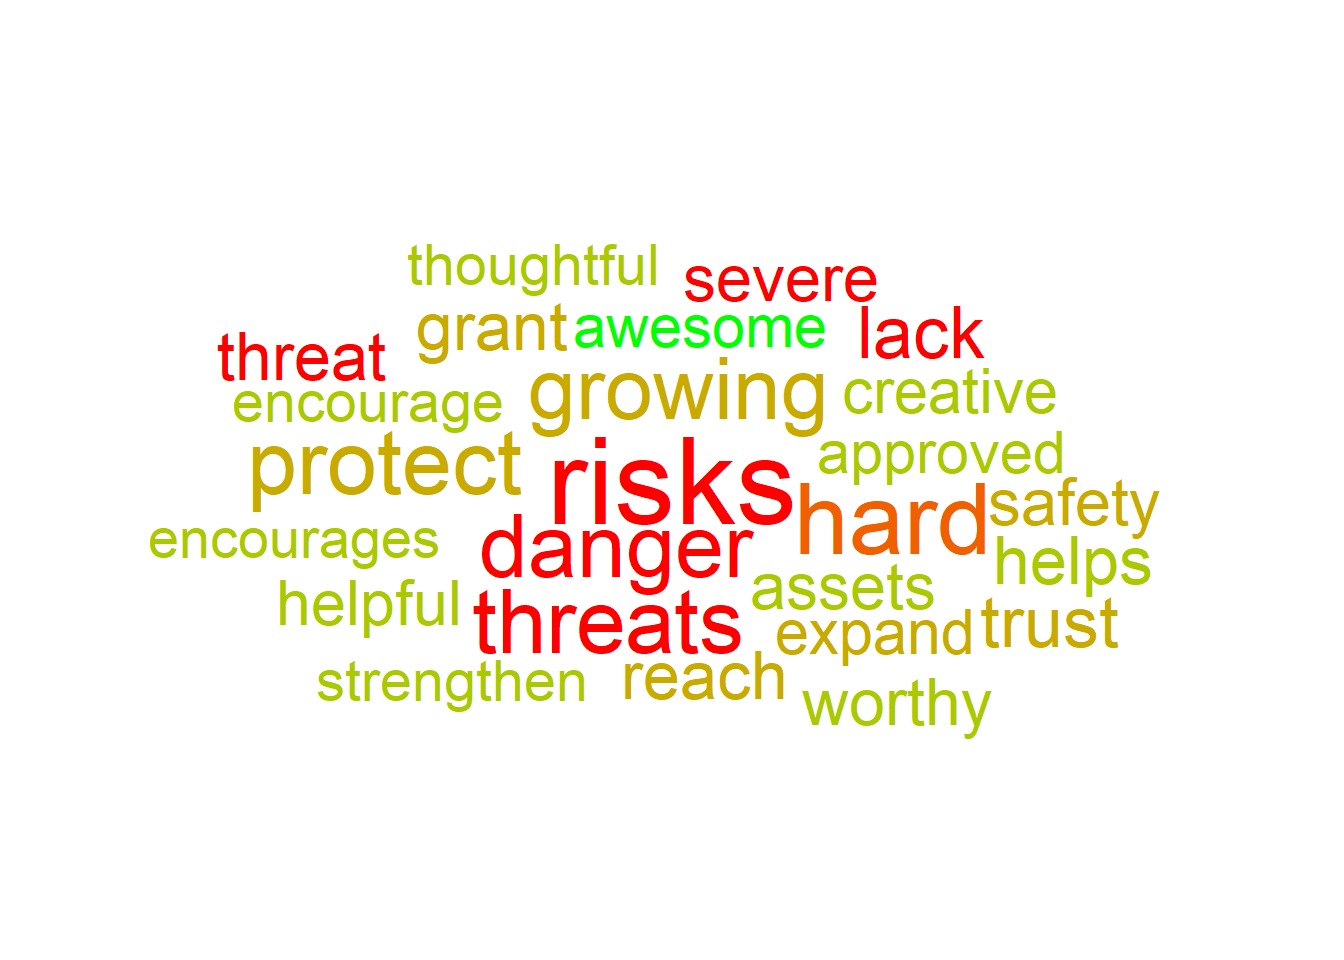 thoughtful
severe
grant
awesome
lack
threat
encourage
growing
creative
protect
risks
approved
encourages
danger
hard
safety
helpful
threats
assets
helps
expand
trust
strengthen
reach
worthy